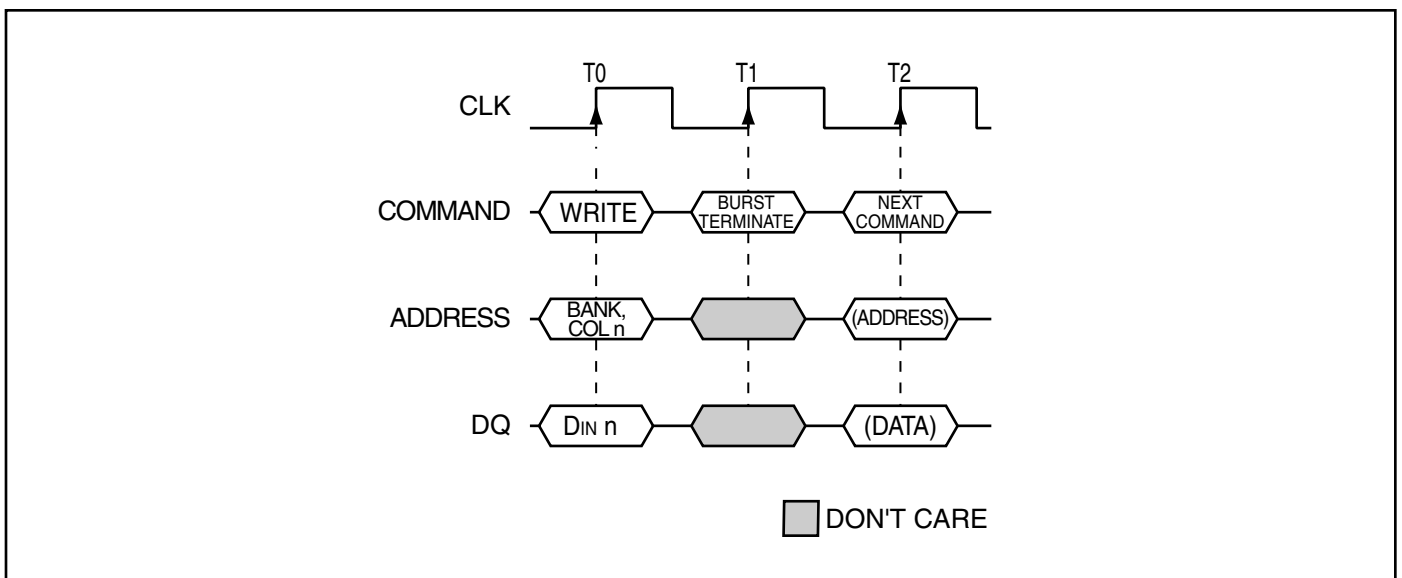 T0 T1 T2
CLK
COMMAND WRITE BURST TERMINATE NEXT COMMAND
ADDRESS BANK, COL n (ADDRESS)
DQ DIN n (DATA)
DON'T CARE